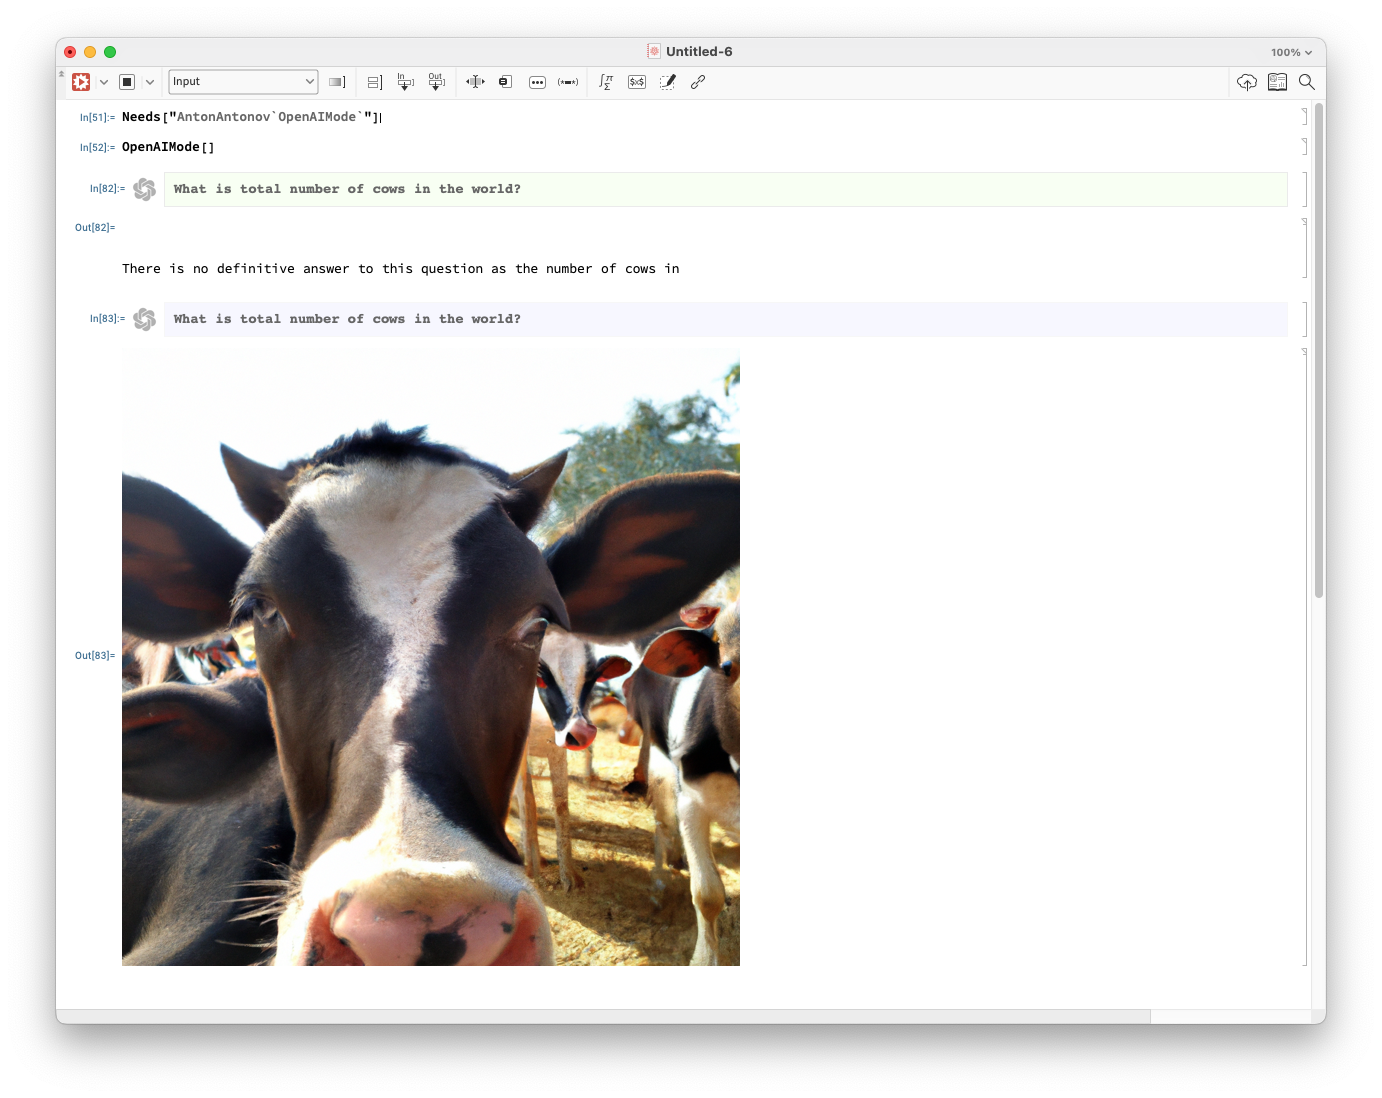 Untitled-6
100%
Input
In[51]:= Needs["AntonAntonov`OpenAIMode`"]
In[52]:= OpenAIMode[]
In[82]:= What is total number of cows in the world?
Out[82]=
There is no definitive answer to this question as the number of cows in
In[83]:= What is total number of cows in the world?
Out[83]=